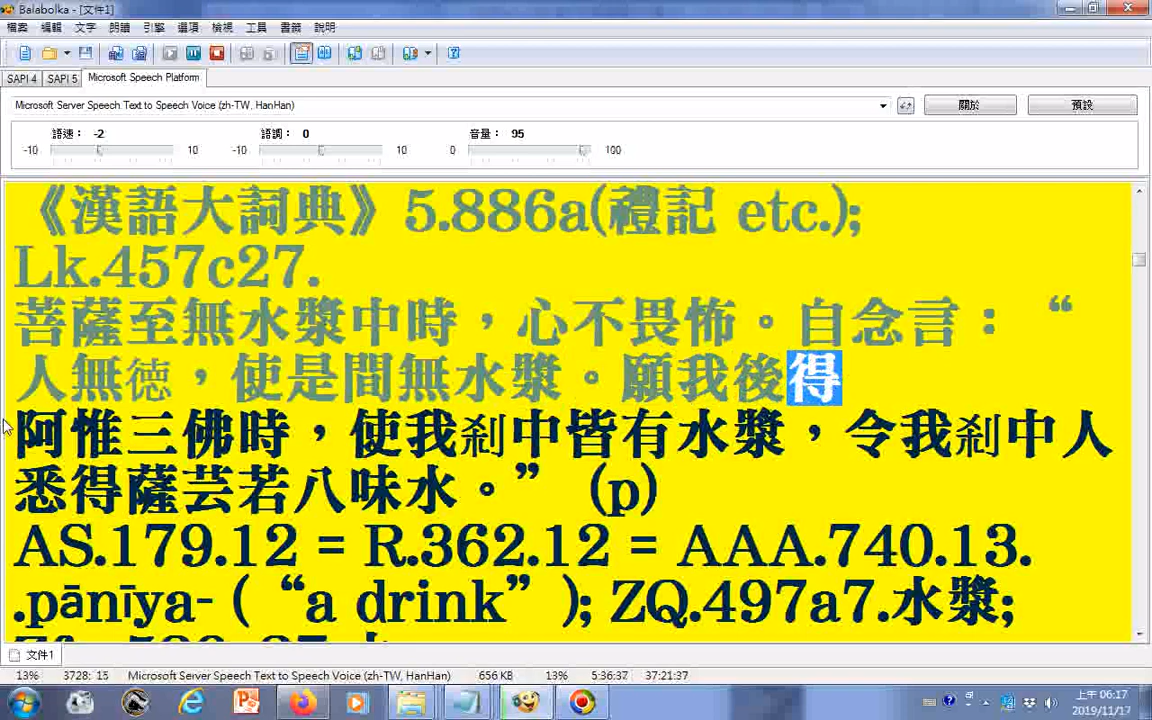 Balabolka - [文件1]
檔案 編輯 文字 朗讀 引擎 選項 檢視 工具 書籤 說明
SAPI 4 SAPI 5 Microsoft Speech Platform
Microsoft Server Speech Text to Speech Voice (zh-TW, HanHan) 關於 預設
語速： -2 語調： 0 音量： 95
-10 10 -10 10 0 100
《漢語大詞典》5.886a(禮記 etc.);
Lk.457c27.
菩薩至無水漿中時，心不畏怖。自念言：“
人無德，使是間無水漿。願我後得
阿惟三佛時，使我剎中皆有水漿，令我剎中人
悉得薩芸若八味水。” (p)
AS.179.12 = R.362.12 = AAA.740.13.
.pānīya- (“a drink”); ZQ.497a7.水漿;
文件1
13% 3728: 15 Microsoft Server Speech Text to Speech Voice (zh-TW, HanHan) 656 KB 13% 5:36:37 37:21:37
上午 06:17
2019/11/17